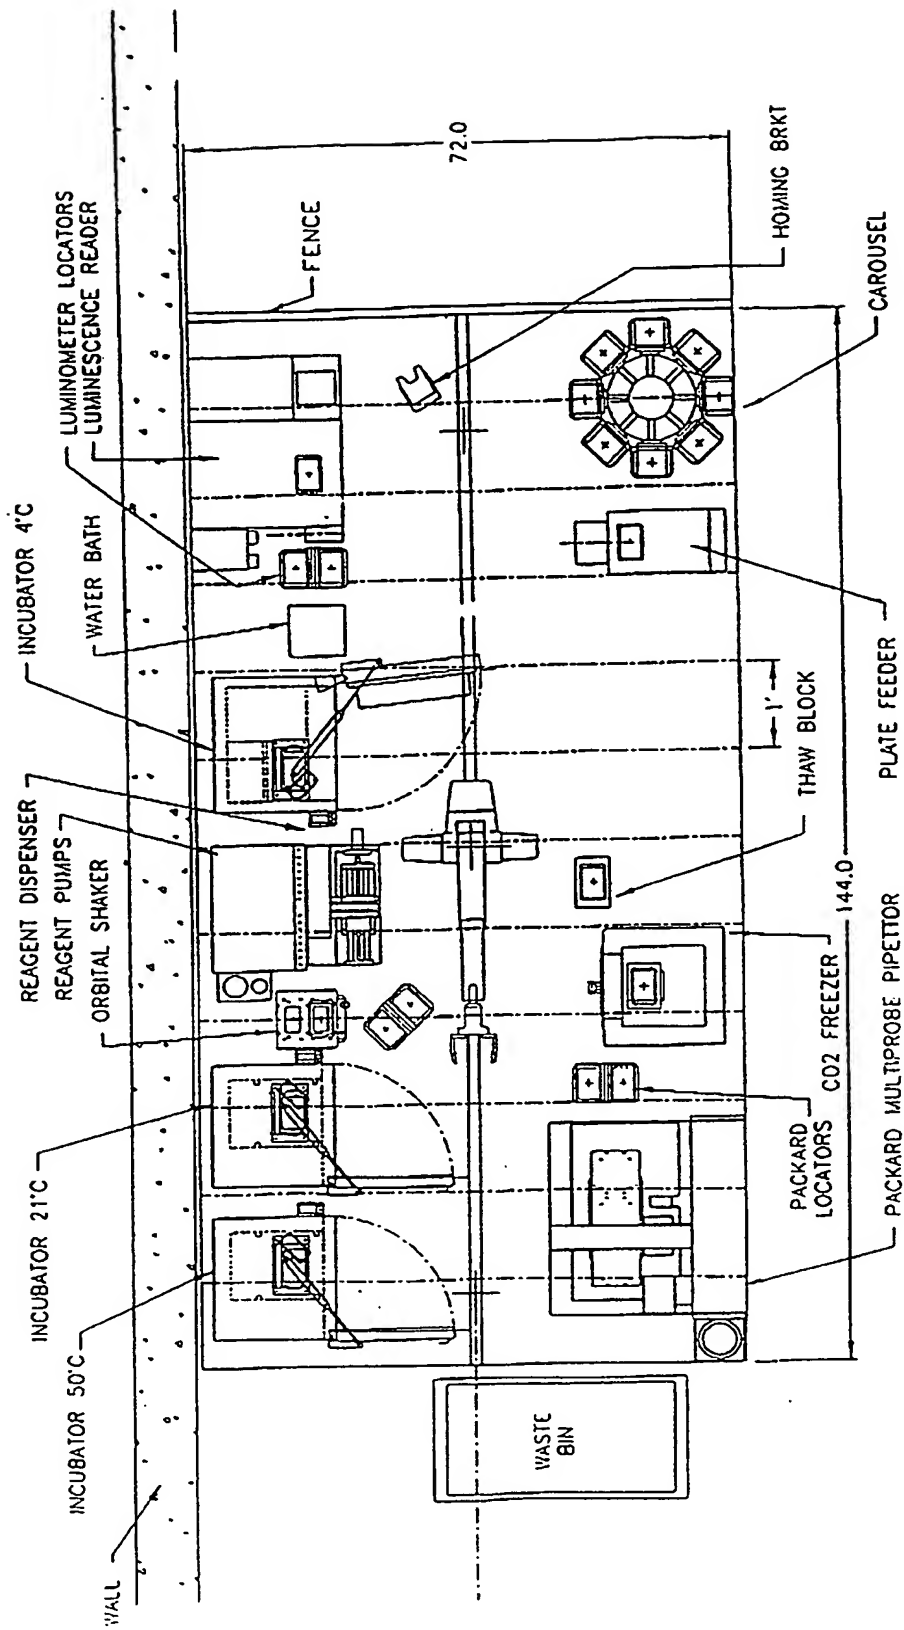 WALL
INCUBATOR 50°C
INCUBATOR 21°C
REAGENT DISPENSER
REAGENT PUMPS
ORBITAL SHAKER
INCUBATOR 4°C
WATER BATH
LUMINOMETER LOCATORS
LUMINESCENCE READER
FENCE
72.0
HOMING BRKT
CAROUSEL
PLATE FEEDER
1'
THAW BLOCK
144.0
CO2 FREEZER
PACKARD
LOCATORS
PACKARD MULTIPROBE PIPETTOR
WASTE
BIN